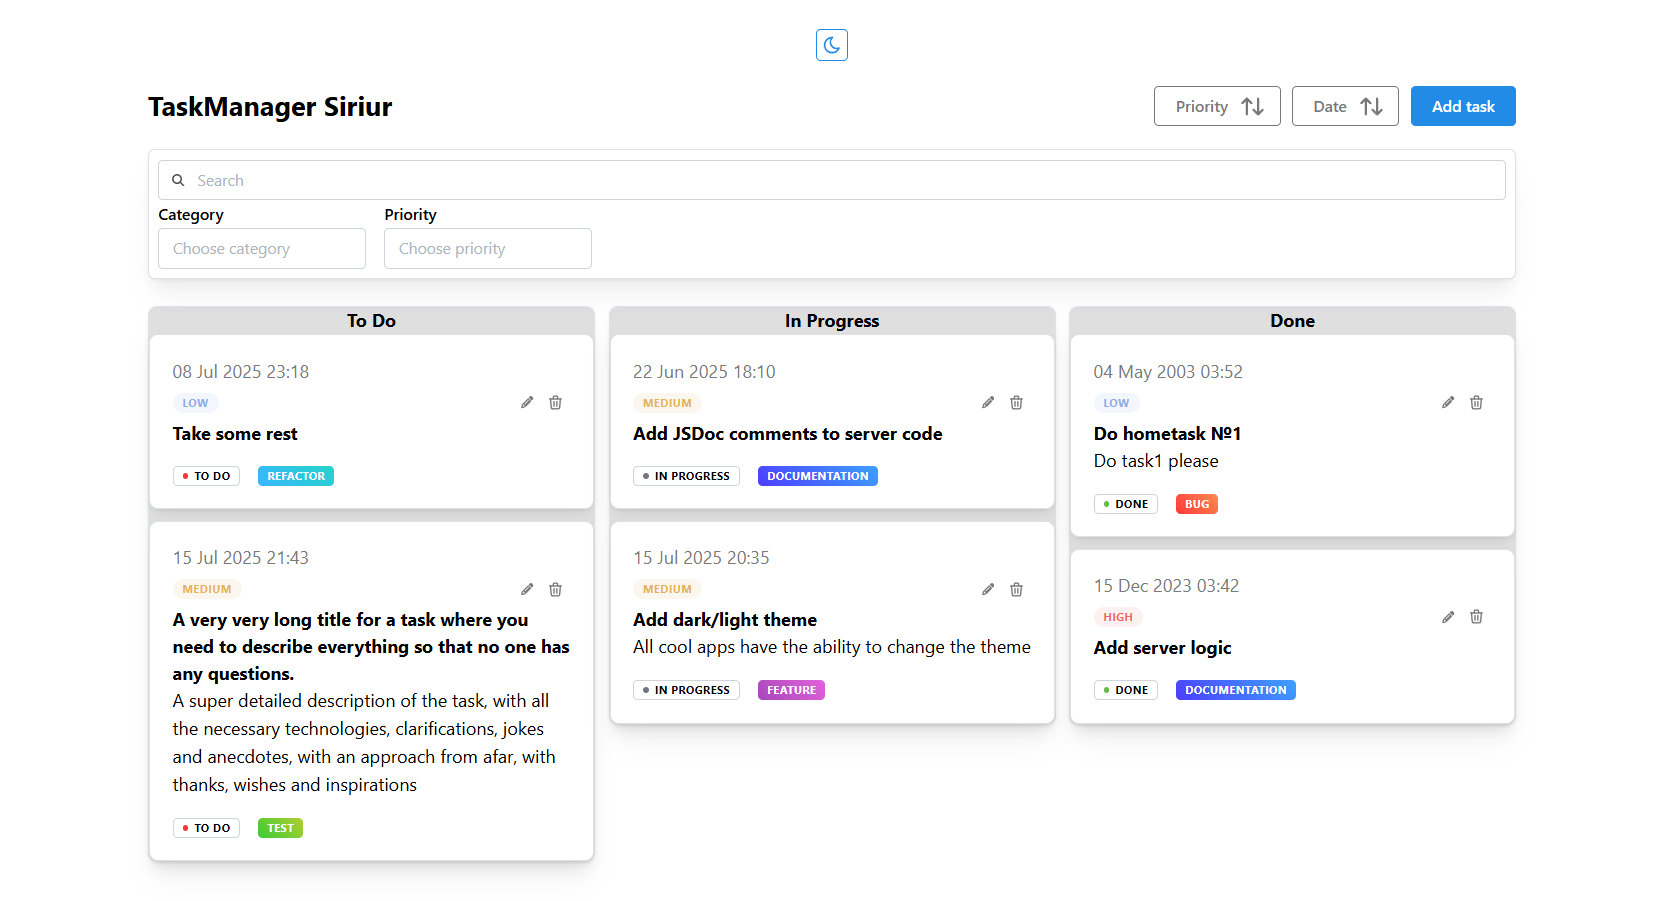 TaskManager Siriur
Priority
Date
Add task
Search
Category
Priority
Choose category
Choose priority
To Do
08 Jul 2025 23:18
LOW
Take some rest
TO DO
REFACTOR
15 Jul 2025 21:43
MEDIUM
A very very long title for a task where you
need to describe everything so that no one has
any questions.
A super detailed description of the task, with all
the necessary technologies, clarifications, jokes
and anecdotes, with an approach from afar, with
thanks, wishes and inspirations
TO DO
TEST
In Progress
22 Jun 2025 18:10
MEDIUM
Add JSDoc comments to server code
IN PROGRESS
DOCUMENTATION
15 Jul 2025 20:35
MEDIUM
Add dark/light theme
All cool apps have the ability to change the theme
IN PROGRESS
FEATURE
Done
04 May 2003 03:52
LOW
Do hometask №1
Do task1 please
DONE
BUG
15 Dec 2023 03:42
HIGH
Add server logic
DONE
DOCUMENTATION